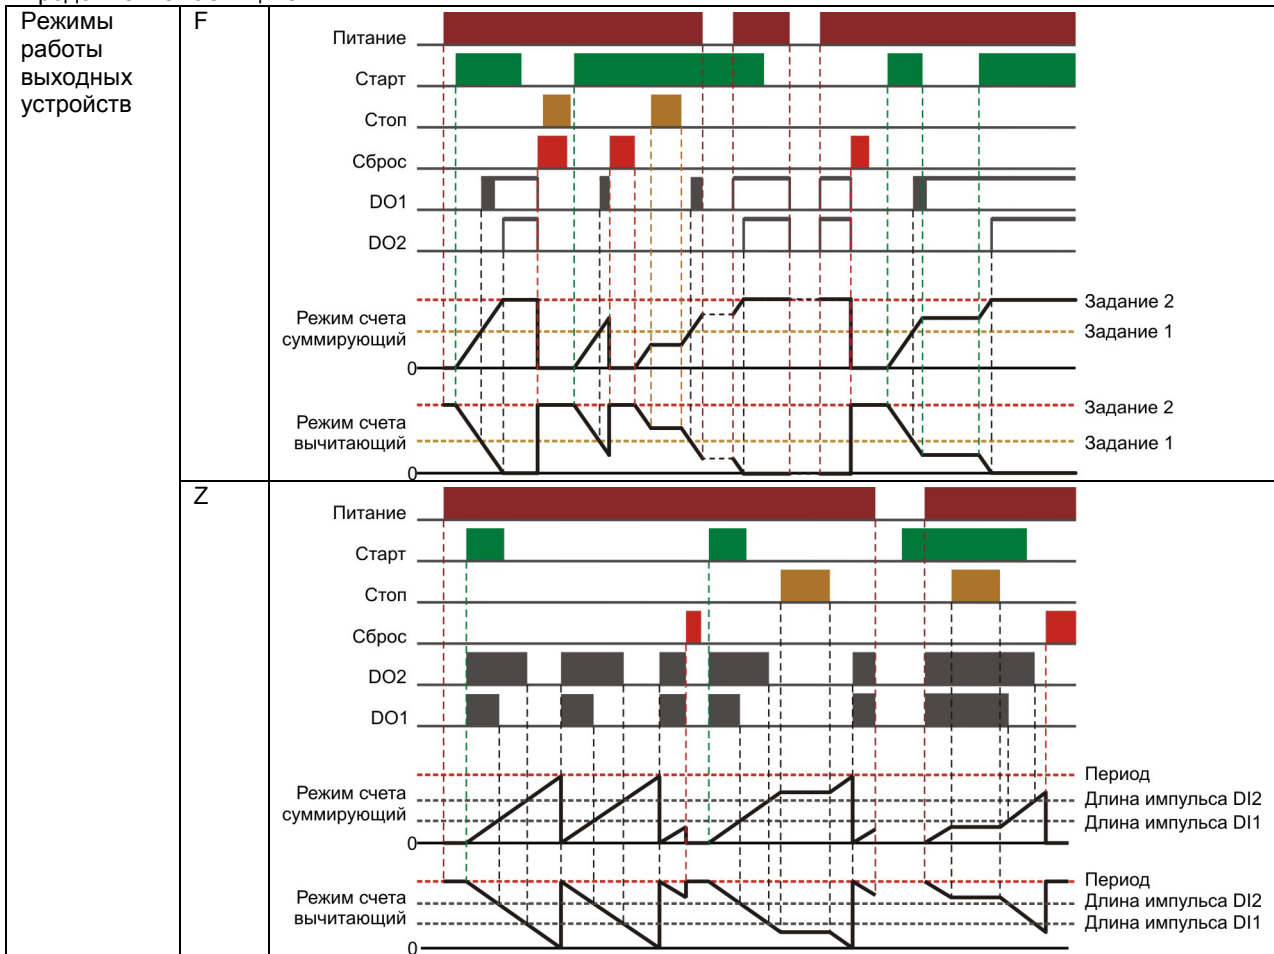 Режимы
работы
выходных
устройств
F
Питание
Старт
Стоп
Сброс
DO1
DO2
Режим счета
суммирующий
0
Задание 2
Задание 1
Режим счета
вычитающий
0
Задание 2
Задание 1
Z
Питание
Старт
Стоп
Сброс
DO2
DO1
Режим счета
суммирующий
0
Период
Длина импульса DI2
Длина импульса DI1
Режим счета
вычитающий
0
Период
Длина импульса DI2
Длина импульса DI1